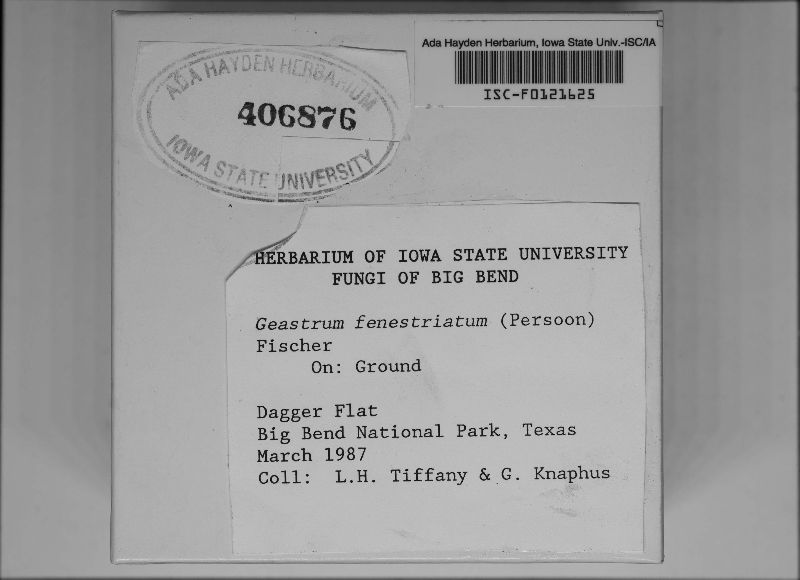 Ada Hayden Herbarium, Iowa State Univ.-ISC/IA
ISC-F0121625
ADA HAYDEN HERBARIUM
406876
IOWA STATE UNIVERSITY
HERBARIUM OF IOWA STATE UNIVERSITY
FUNGI OF BIG BEND
Geastrum fenestriatum (Persoon)
Fischer
On: Ground
Dagger Flat
Big Bend National Park, Texas
March 1987
Coll: L.H. Tiffany & G. Knaphus